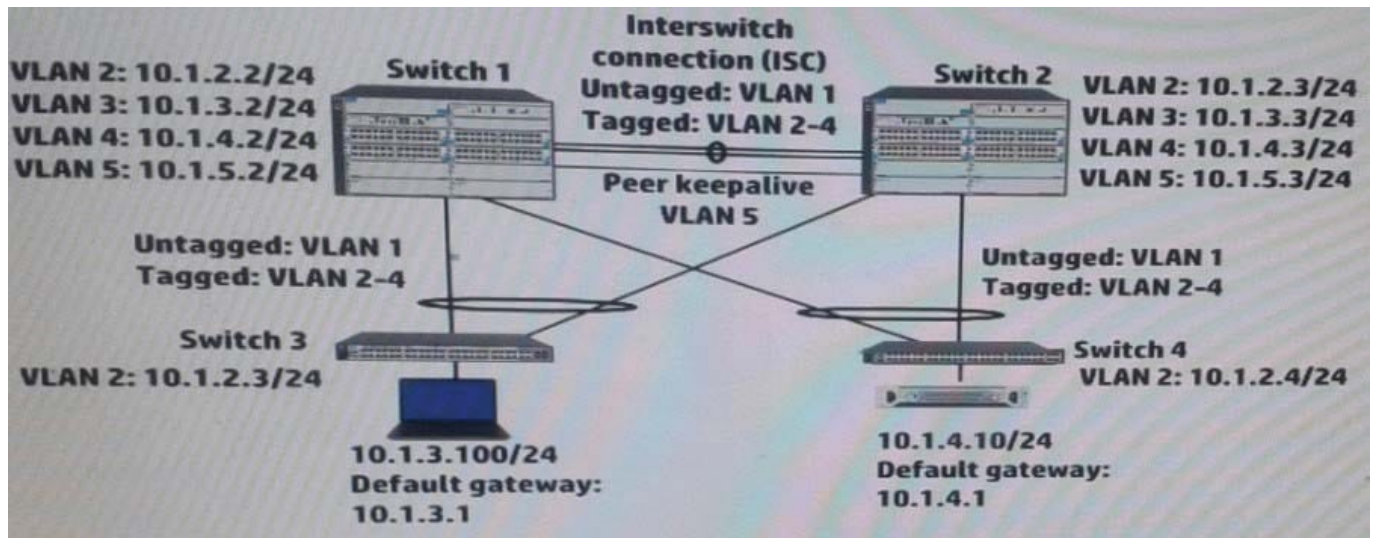 Interswitch
connection (ISC)
Untagged: VLAN 1
Tagged: VLAN 2-4
Switch 1
VLAN 2: 10.1.2.2/24
VLAN 3: 10.1.3.2/24
VLAN 4: 10.1.4.2/24
VLAN 5: 10.1.5.2/24
Switch 2
VLAN 2: 10.1.2.3/24
VLAN 3: 10.1.3.3/24
VLAN 4: 10.1.4.3/24
VLAN 5: 10.1.5.3/24
Peer keepalive
VLAN 5
Untagged: VLAN 1
Tagged: VLAN 2-4
Untagged: VLAN 1
Tagged: VLAN 2-4
Switch 3
VLAN 2: 10.1.2.3/24
Switch 4
VLAN 2: 10.1.2.4/24
10.1.3.100/24
Default gateway:
10.1.3.1
10.1.4.10/24
Default gateway:
10.1.4.1